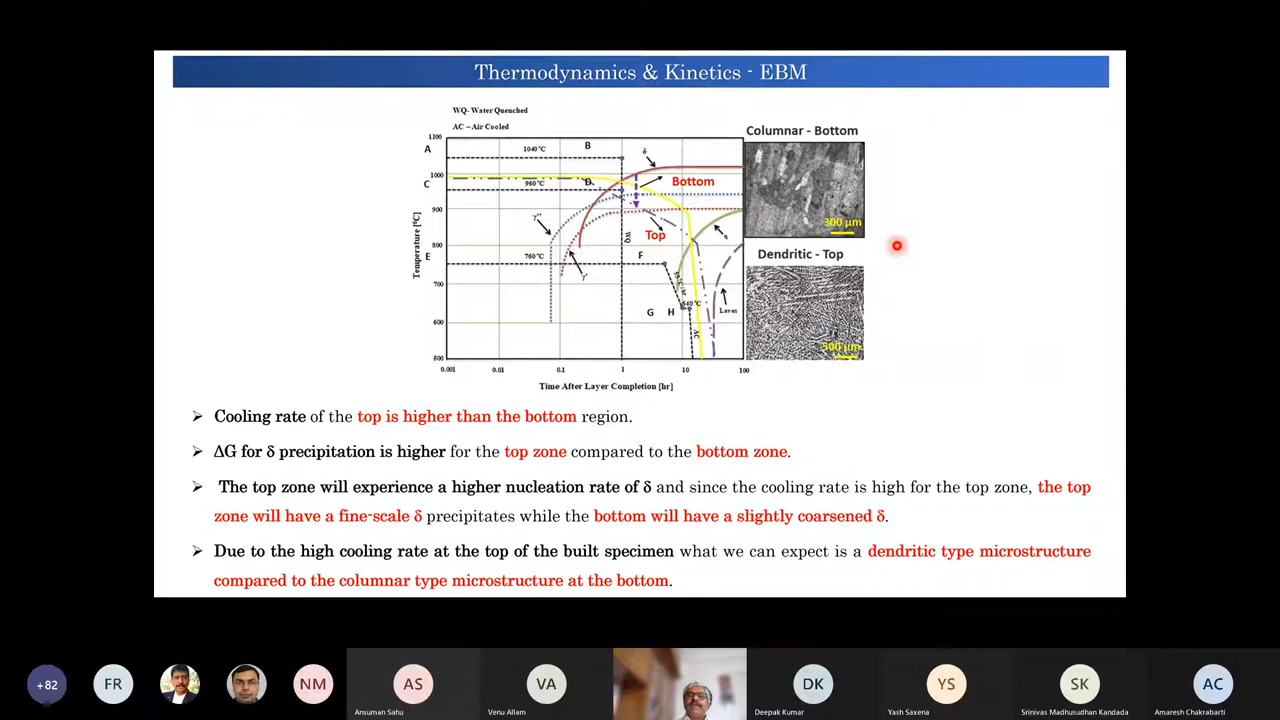 Thermodynamics & Kinetics - EBM
WQ- Water Quenched
AC – Air Cooled
1100
A
1040°C
B
δ
1000
C
960°C
D
Bottom
900
γ''
Top
WQ
η
800
E
760°C
F
γ'
55°C/hr
700
G
H
640°C
Laves
600
AC
500
Temperature [⁰C]
0.001
0.01
0.1
1
10
100
Time After Layer Completion [hr]
Columnar - Bottom
300 µm
Dendritic - Top
300 µm
➢ Cooling rate of the top is higher than the bottom region.
➢ ΔG for δ precipitation is higher for the top zone compared to the bottom zone.
➢ The top zone will experience a higher nucleation rate of δ and since the cooling rate is high for the top zone, the top
zone will have a fine-scale δ precipitates while the bottom will have a slightly coarsened δ.
➢ Due to the high cooling rate at the top of the built specimen what we can expect is a dendritic type microstructure
compared to the columnar type microstructure at the bottom.
+82
FR
NM
AS
Ansuman Sahu
VA
Venu Allam
DK
Deepak Kumar
YS
Yash Saxena
SK
Srinivas Madhusudhan Kandada
AC
Amaresh Chakrabarti